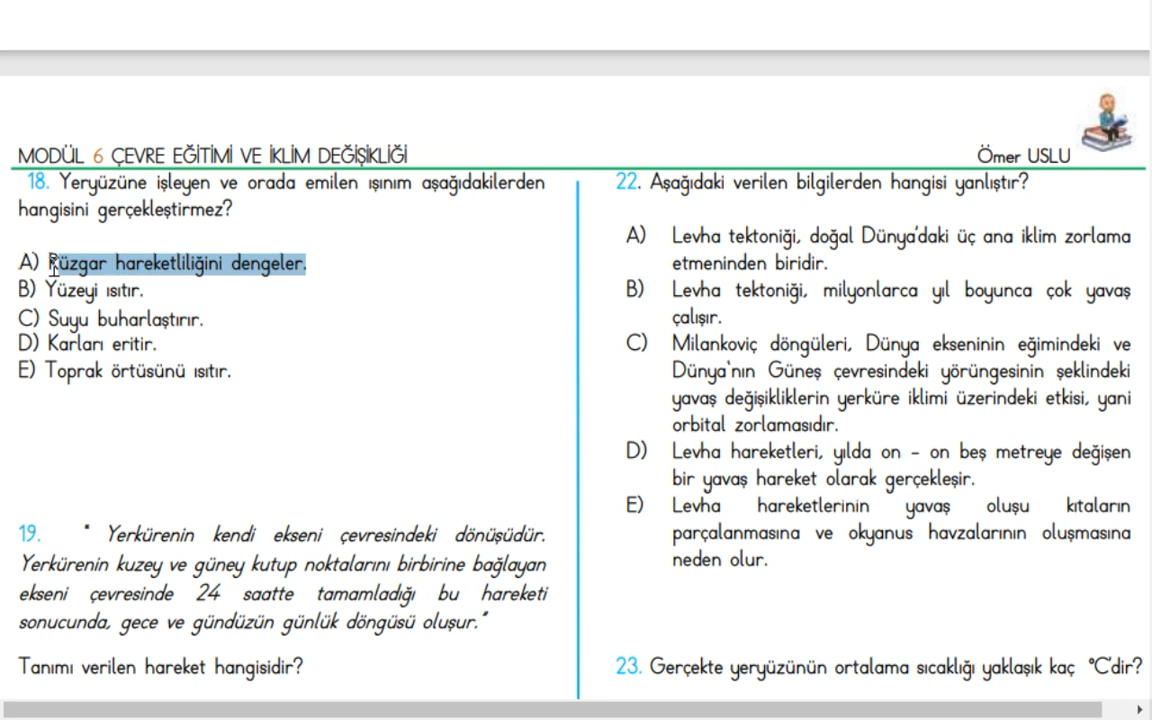 MODÜL 6 ÇEVRE EĞİTİMİ VE İKLİM DEĞİŞİKLİĞİ
Ömer USLU
18. Yeryüzüne işleyen ve orada emilen ışınım aşağıdakilerden
hangisini gerçekleştirmez?
A) Rüzgar hareketliliğini dengeler.
B) Yüzeyi ısıtır.
C) Suyu buharlaştırır.
D) Karları eritir.
E) Toprak örtüsünü ısıtır.
19. " Yerkürenin kendi ekseni çevresindeki dönüşüdür.
Yerkürenin kuzey ve güney kutup noktalarını birbirine bağlayan
ekseni çevresinde 24 saatte tamamladığı bu hareketi
sonucunda, gece ve gündüzün günlük döngüsü oluşur."
Tanımı verilen hareket hangisidir?
22. Aşağıdaki verilen bilgilerden hangisi yanlıştır?
A) Levha tektoniği, doğal Dünya'daki üç ana iklim zorlama
etmeninden biridir.
B) Levha tektoniği, milyonlarca yıl boyunca çok yavaş
çalışır.
C) Milankoviç döngüleri, Dünya ekseninin eğimindeki ve
Dünya'nın Güneş çevresindeki yörüngesinin şeklindeki
yavaş değişikliklerin yerküre iklimi üzerindeki etkisi, yani
orbital zorlamasıdır.
D) Levha hareketleri, yılda on - on beş metreye değişen
bir yavaş hareket olarak gerçekleşir.
E) Levha hareketlerinin yavaş oluşu kıtaların
parçalanmasına ve okyanus havzalarının oluşmasına
neden olur.
23. Gerçekte yeryüzünün ortalama sıcaklığı yaklaşık kaç °C'dir?